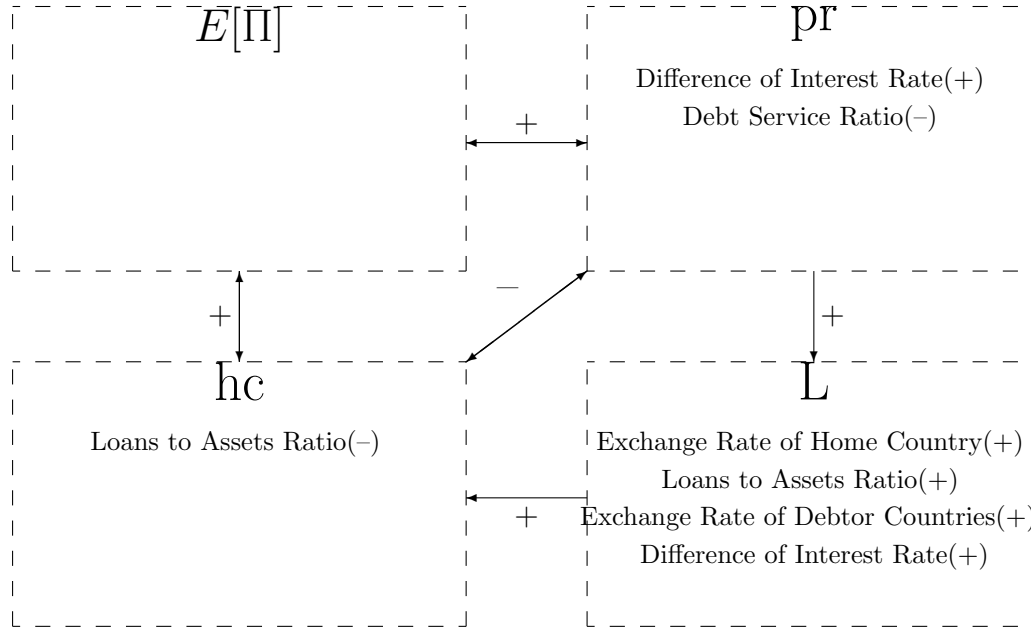 E[Π̄]
pr
Difference of Interest Rate(+)
Debt Service Ratio(–)
+
–
+
+
hc
L
Loans to Assets Ratio(–)
Exchange Rate of Home Country(+)
Loans to Assets Ratio(+)
+
Exchange Rate of Debtor Countries(+)
Difference of Interest Rate(+)